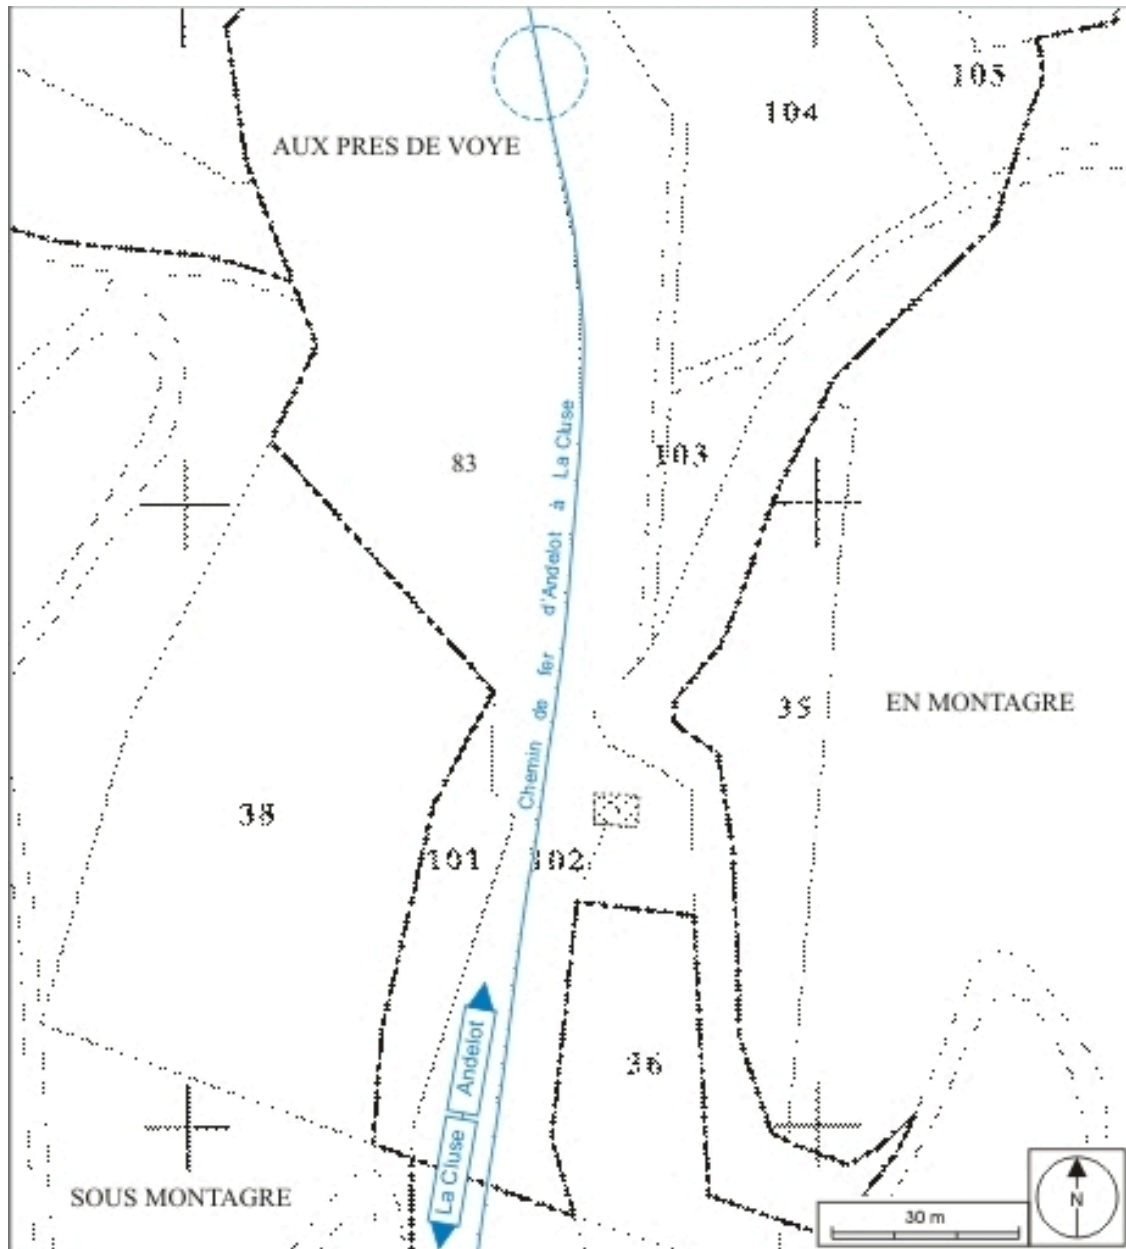 105
104
AUX PRES DE VOYE
Chemin de fer d'Andelot à La Cluse
83
103
35
EN MONTAGRE
38
101
102
36
Andelot
La Cluse
SOUS MONTAGRE
30 m
N